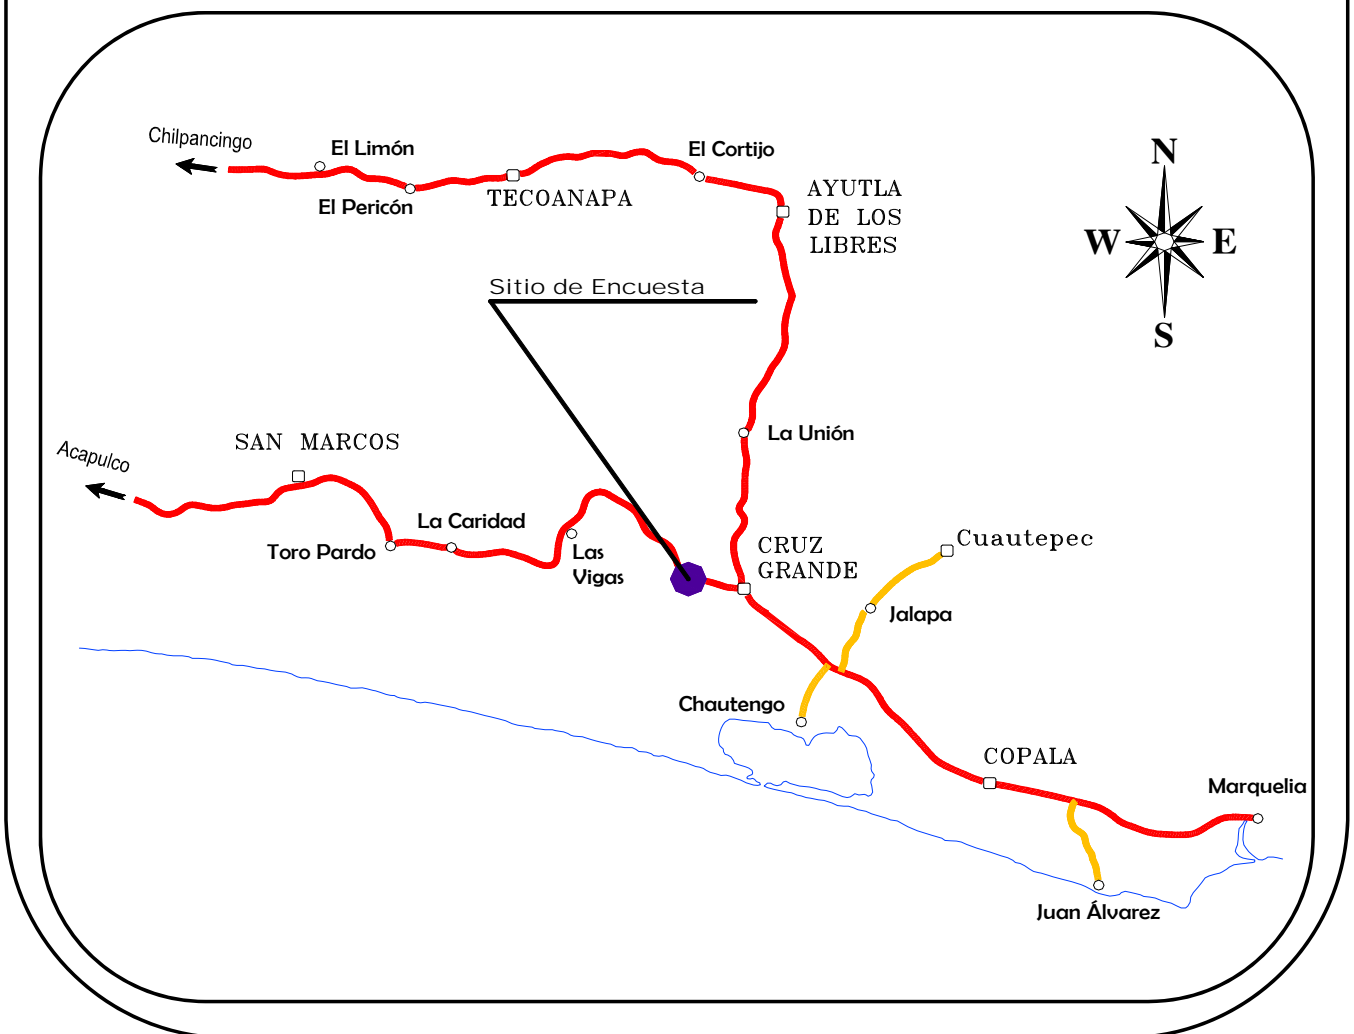 Chilpancingo
El Limón
El Cortijo
N
El Pericón
TECOANAPA
AYUTLA
DE LOS
LIBRES
W
E
Sitio de Encuesta
S
La Unión
SAN MARCOS
Acapulco
La Caridad
Toro Pardo
Las
Vigas
CRUZ
GRANDE
Cuautepec
Jalapa
Chautengo
COPALA
Marquelia
Juan Álvarez